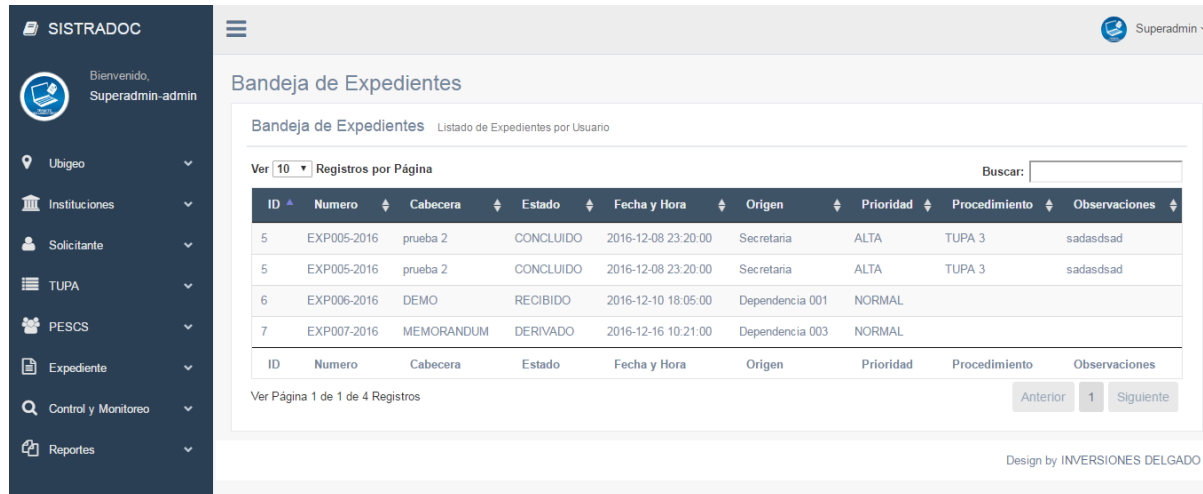 SISTRADOC
Superadmin
Bienvenido,
Superadmin-admin
Ubigeo
Instituciones
Solicitante
TUPA
PESCS
Expediente
Control y Monitoreo
Reportes
Bandeja de Expedientes
Bandeja de Expedientes Listado de Expedientes por Usuario
Ver 10 Registros por Página Buscar:
ID Numero Cabecera Estado Fecha y Hora Origen Prioridad Procedimiento Observaciones
5 EXP005-2016 prueba 2 CONCLUIDO 2016-12-08 23:20:00 Secretaria ALTA TUPA 3 sadasdsad
5 EXP005-2016 prueba 2 CONCLUIDO 2016-12-08 23:20:00 Secretaria ALTA TUPA 3 sadasdsad
6 EXP006-2016 DEMO RECIBIDO 2016-12-10 18:05:00 Dependencia 001 NORMAL
7 EXP007-2016 MEMORANDUM DERIVADO 2016-12-16 10:21:00 Dependencia 003 NORMAL
ID Numero Cabecera Estado Fecha y Hora Origen Prioridad Procedimiento Observaciones
Ver Página 1 de 1 de 4 Registros Anterior 1 Siguiente
Design by INVERSIONES DELGADO